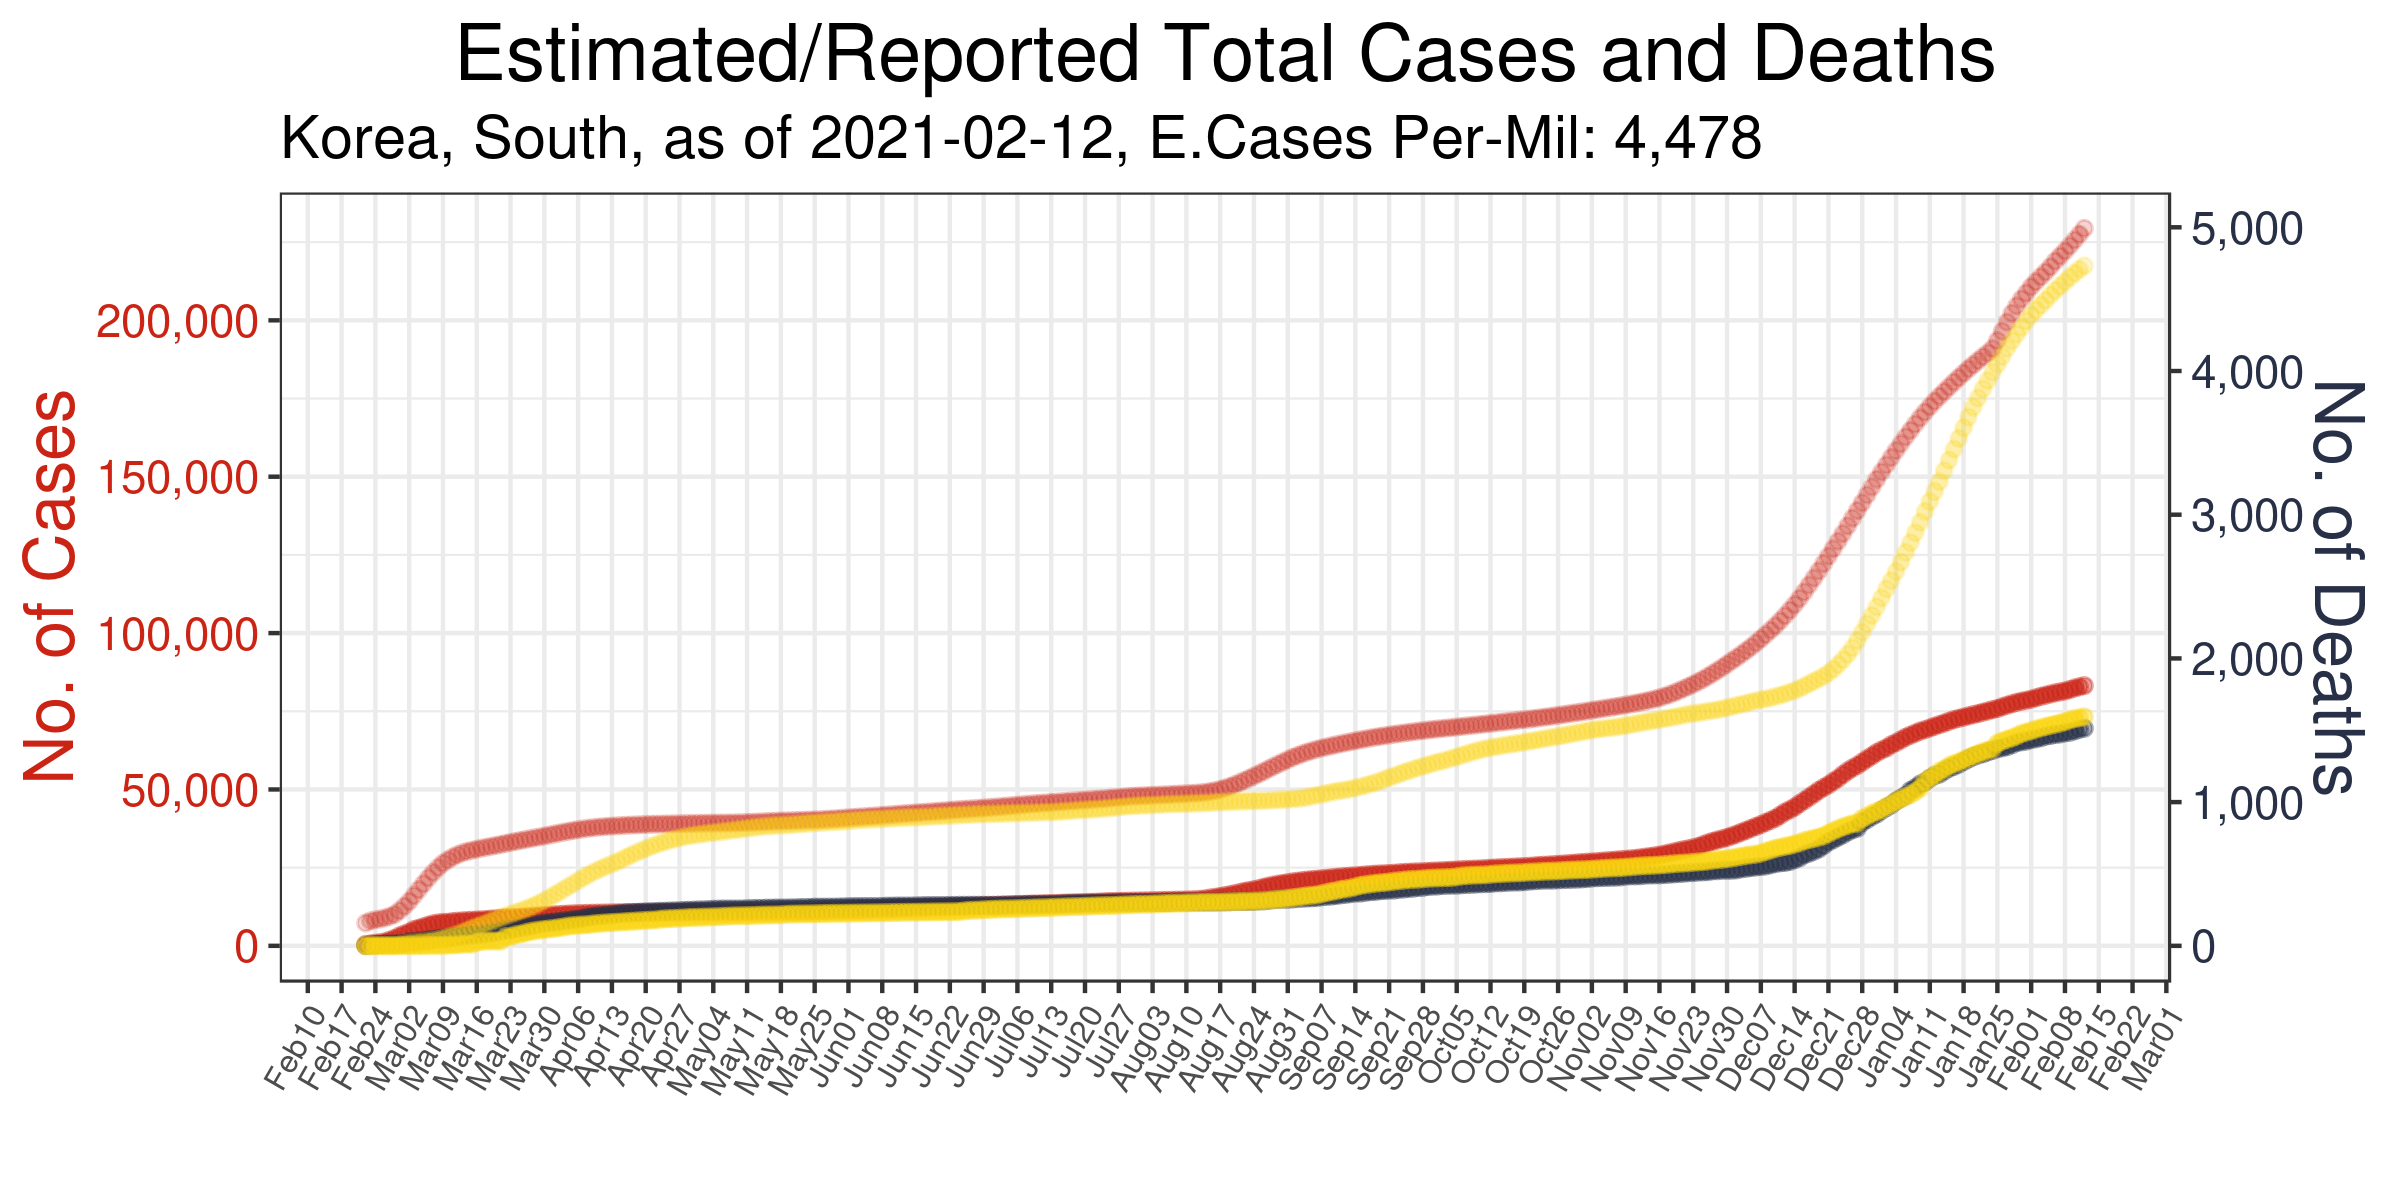 Estimated/Reported Total Cases and Deaths
Korea, South, as of 2021-02-12, E.Cases Per-Mil: 4,478
No. of Cases
200,000
150,000
100,000
50,000
0
5,000
4,000
3,000
2,000
1,000
0
No. of Deaths
Feb10
Feb17
Feb24
Mar02
Mar09
Mar16
Mar23
Mar30
Apr06
Apr13
Apr20
Apr27
May04
May11
May18
May25
Jun01
Jun08
Jun15
Jun22
Jun29
Jul06
Jul13
Jul20
Jul27
Aug03
Aug10
Aug17
Aug24
Aug31
Sep07
Sep14
Sep21
Sep28
Oct05
Oct12
Oct19
Oct26
Nov02
Nov09
Nov16
Nov23
Nov30
Dec07
Dec14
Dec21
Dec28
Jan04
Jan11
Jan18
Jan25
Feb01
Feb08
Feb15
Feb22
Mar01